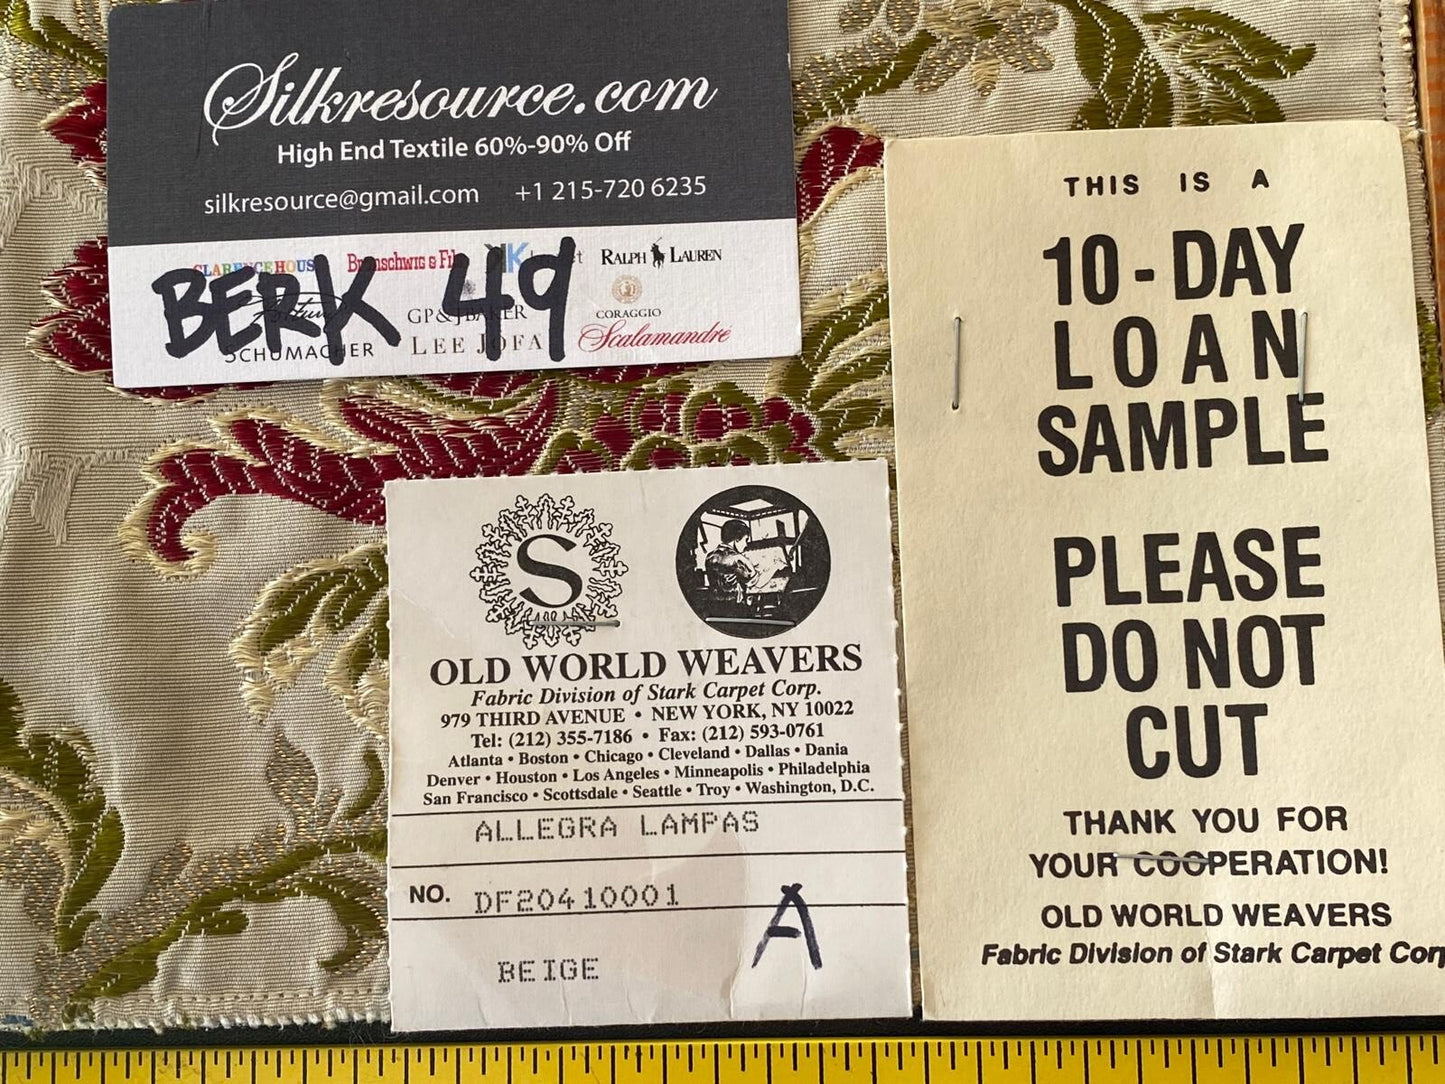 Silkresource.com
High End Textile 60%-90% Off
silkresource@gmail.com +1 215-720 6235
CLARENCE HOUSE Brunschwig & Fils RALPH LAUREN
BERK 49
GP&J BAKER CORAGGIO
SCHUMACHER LEE JOFA Scalamandré
S
OLD WORLD WEAVERS
Fabric Division of Stark Carpet Corp.
979 THIRD AVENUE • NEW YORK, NY 10022
Tel: (212) 355-7186 • Fax: (212) 593-0761
Atlanta • Boston • Chicago • Cleveland • Dallas • Dania
Denver • Houston • Los Angeles • Minneapolis • Philadelphia
San Francisco • Scottsdale • Seattle • Troy • Washington, D.C.
ALLEGRA LAMPAS
NO. DF20410001
A
BEIGE
THIS IS A
10-DAY
LOAN
SAMPLE
PLEASE
DO NOT
CUT
THANK YOU FOR
YOUR COOPERATION!
OLD WORLD WEAVERS
Fabric Division of Stark Carpet Corp